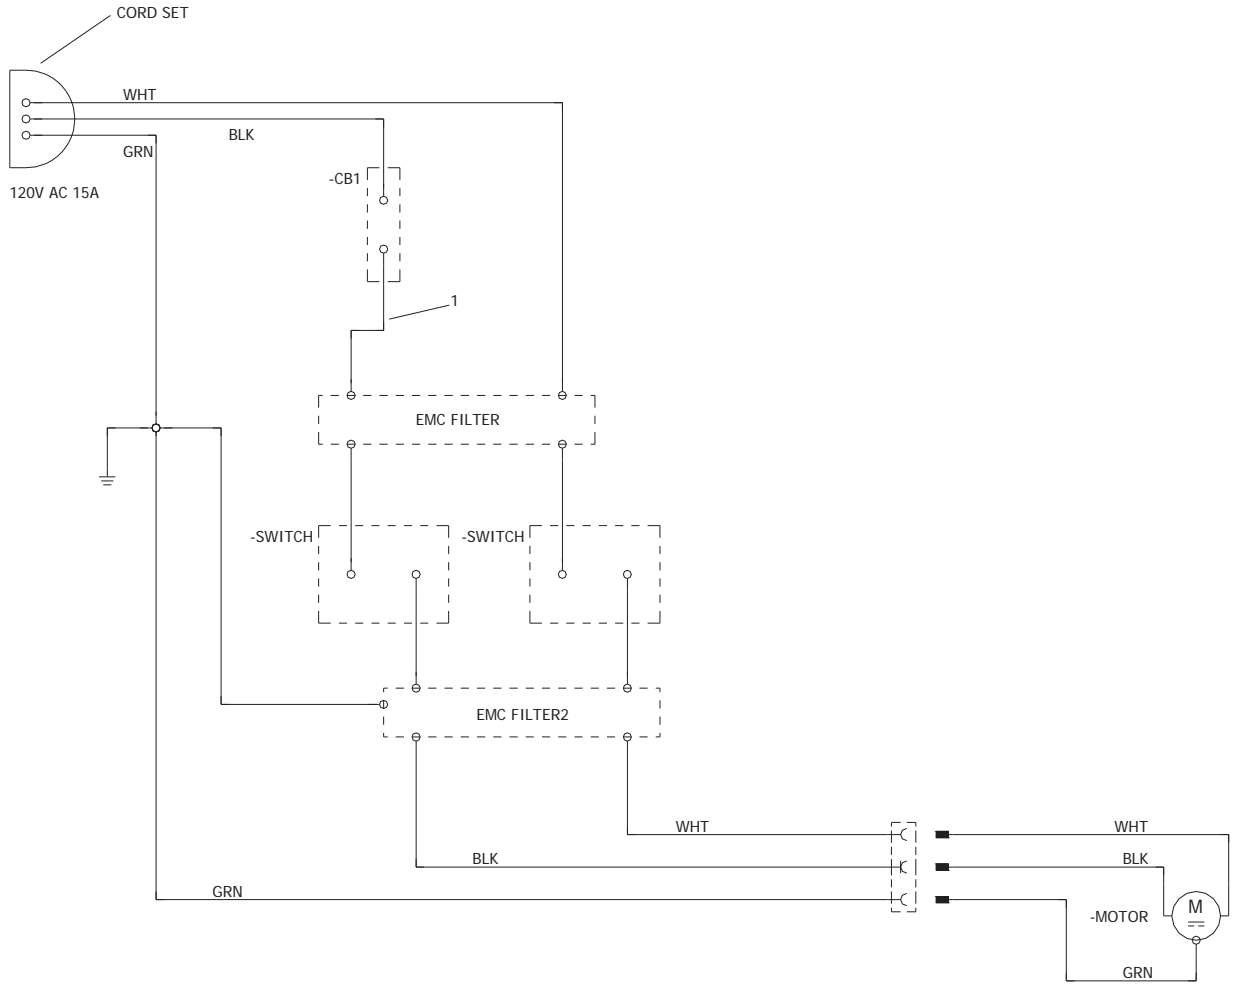 CORD SET
WHT
BLK
GRN
120V AC 15A
-CB1
1
EMC FILTER
-SWITCH
-SWITCH
EMC FILTER2
WHT
WHT
BLK
BLK
GRN
M
-MOTOR
GRN